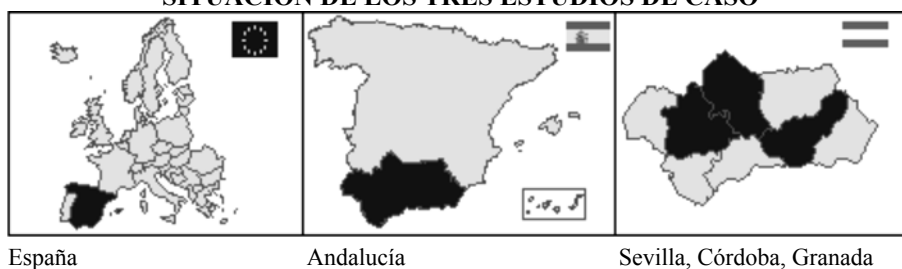 SITUACIÓN DE LOS TRES ESTUDIOS DE CASO
España
Andalucía
Sevilla, Córdoba, Granada